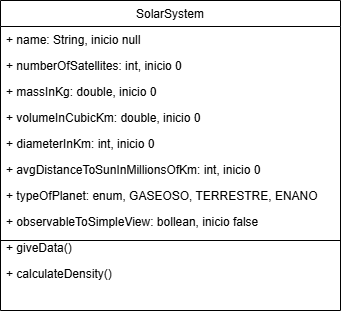 SolarSystem
+ name: String, inicio null
+ numberOfSatellites: int, inicio 0
+ massInKg: double, inicio 0
+ volumeInCubicKm: double, inicio 0
+ diameterInKm: int, inicio 0
+ avgDistanceToSunInMillionsOfKm: int, inicio 0
+ typeOfPlanet: enum, GASEOSO, TERRESTRE, ENANO
+ observableToSimpleView: bollean, inicio false
+ giveData()
+ calculateDensity()